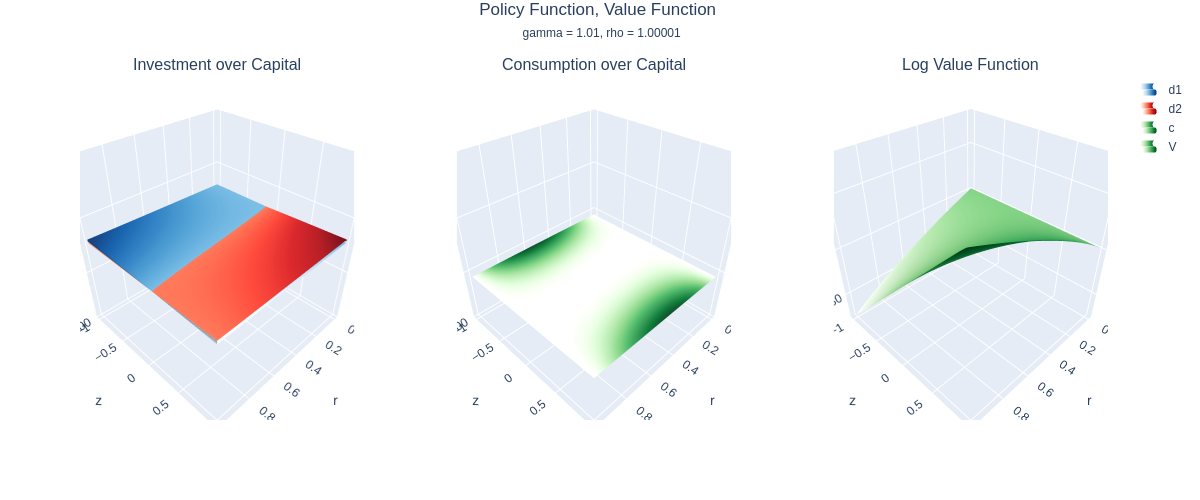 Policy Function, Value Function
gamma = 1.01, rho = 1.00001
Investment over Capital
Consumption over Capital
Log Value Function
d1
d2
c
V
−0.5
0
0.5
z
0.2
0.4
0.6
0.8
r
−0.5
0
0.5
z
0.2
0.4
0.6
0.8
r
−1
−0.5
0
0.5
z
0.2
0.4
0.6
0.8
r